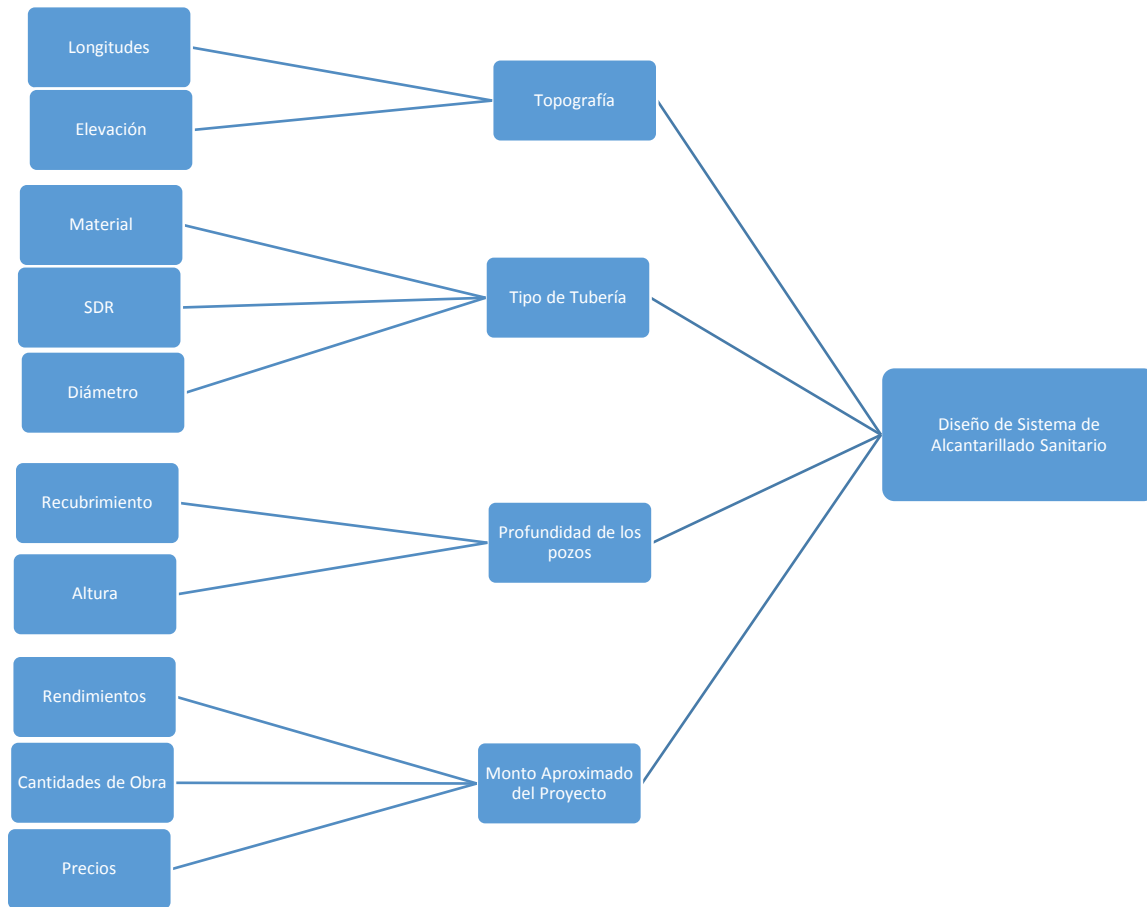 Longitudes
Elevación
Topografía
Material
SDR
Diámetro
Tipo de Tubería
Diseño de Sistema de
Alcantarillado Sanitario
Recubrimiento
Altura
Profundidad de los
pozos
Rendimientos
Cantidades de Obra
Precios
Monto Aproximado
del Proyecto